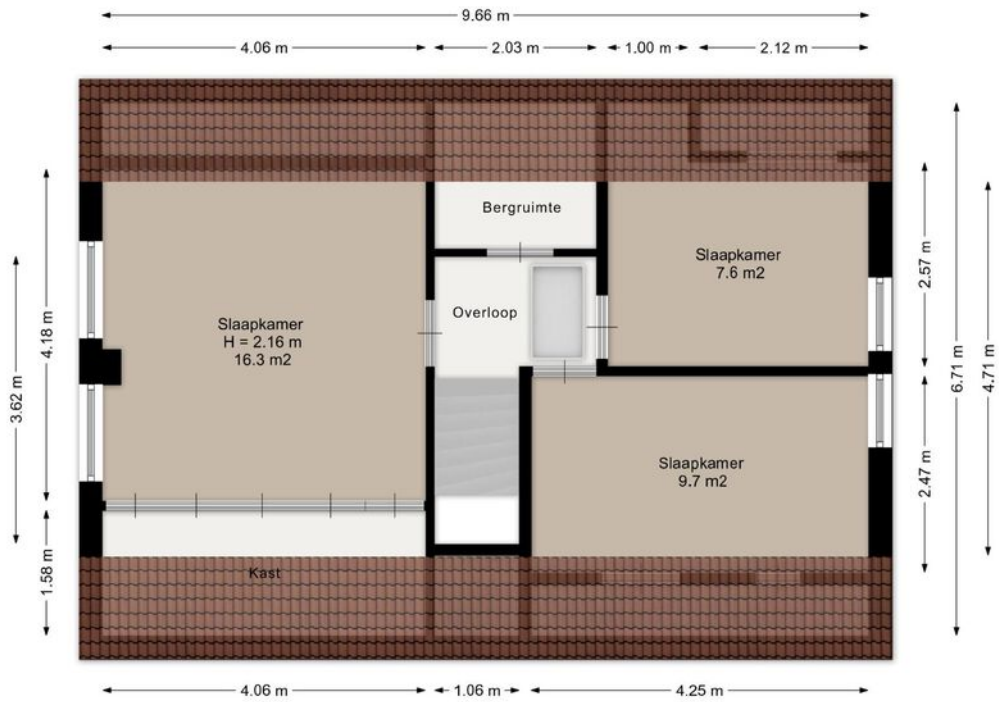 9.66 m
4.06 m
2.03 m
1.00 m
2.12 m
Bergruimte
Slaapkamer
7.6 m2
Overloop
Slaapkamer
H = 2.16 m
16.3 m2
Slaapkamer
9.7 m2
Kast
3.62 m
4.18 m
1.58 m
2.57 m
2.47 m
6.71 m
4.71 m
4.06 m
1.06 m
4.25 m